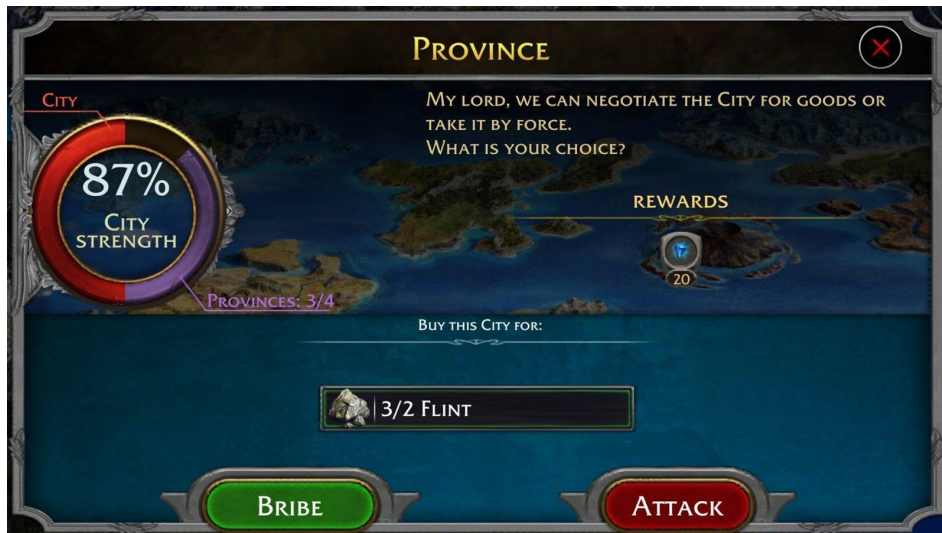 Province
City
My lord, we can negotiate the City for goods or
take it by force.
What is your choice?
87%
City
strength
Rewards
20
Provinces: 3/4
Buy this City for:
3/2 Flint
Bribe
Attack